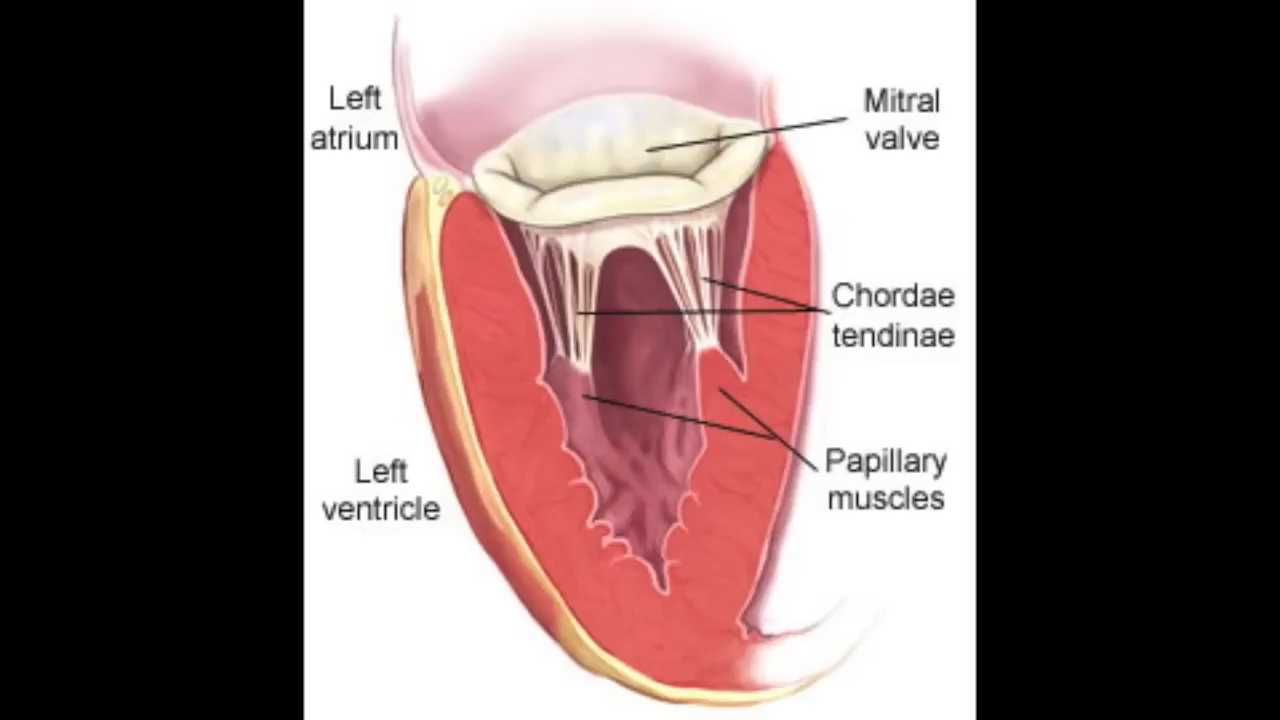 Left
atrium
Mitral
valve
Chordae
tendinae
Left
ventricle
Papillary
muscles